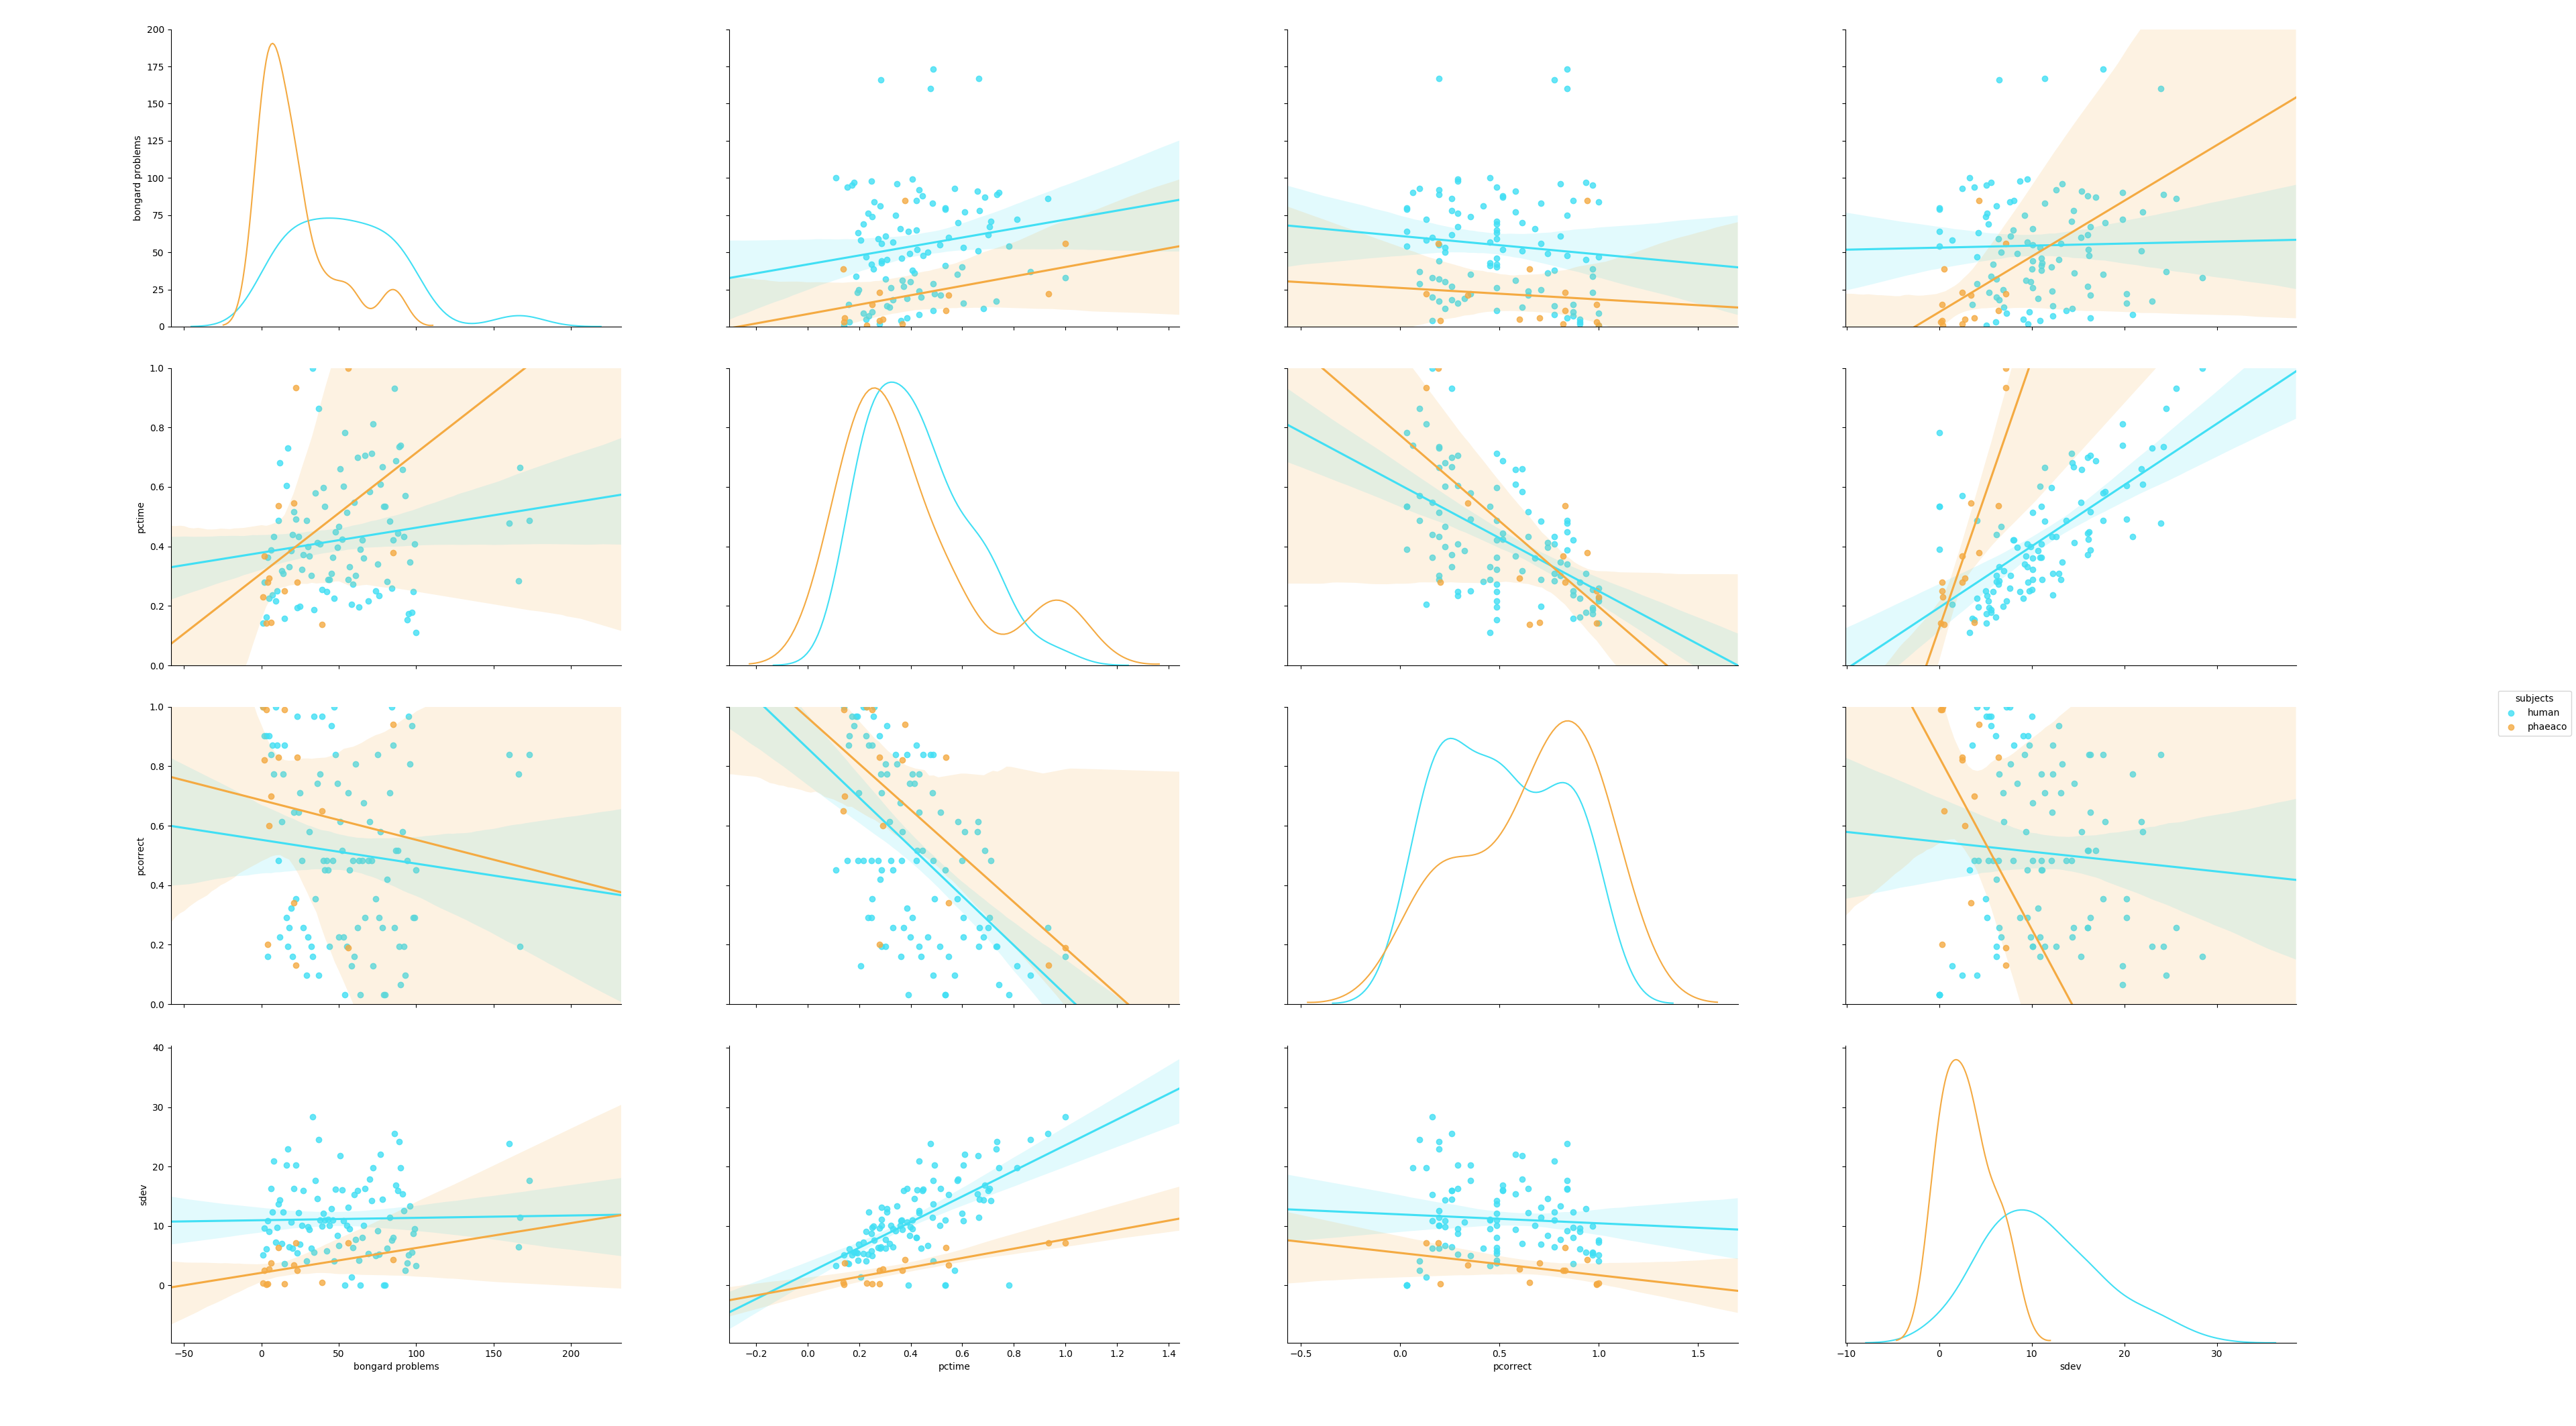 200
175
150
125
100
75
50
25
0
bongard problems
1.0
0.8
0.6
0.4
0.2
0.0
pctime
1.0
0.8
0.6
0.4
0.2
0.0
pcorrect
subjects
human
phaeaco
40
30
20
10
0
sdev
−50 0 50 100 150 200
bongard problems
−0.2 0.0 0.2 0.4 0.6 0.8 1.0 1.2 1.4
pctime
−0.5 0.0 0.5 1.0 1.5
pcorrect
−10 0 10 20 30
sdev